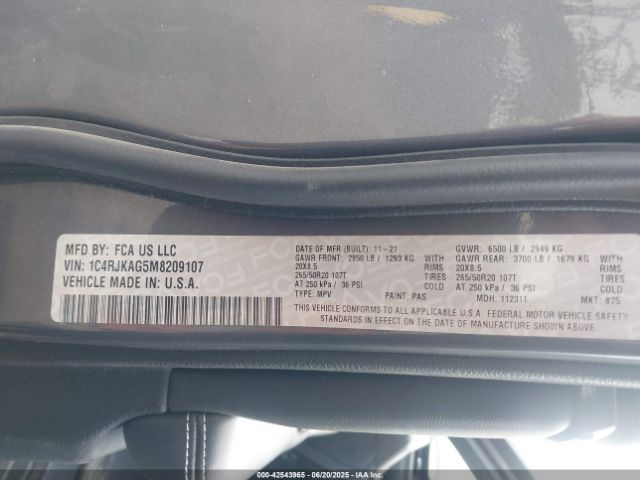 MFD BY: FCA US LLC
VIN: 1C4RJKAG5M8209107
VEHICLE MADE IN: U.S.A.
DATE OF MFR (BUILT): 11-21
GAWR FRONT: 2850 LB / 1293 KG WITH
20X8.5 RIMS
265/50R20 107T TIRES
AT 250 kPa / 36 PSI COLD
TYPE: MPV PAINT: PAS
GVWR: 6500 LB / 2949 KG
GAWR REAR: 3700 LB / 1679 KG WITH
20X8.5 RIMS
265/50R20 107T TIRES
AT 250 kPa / 36 PSI COLD
MDH: 112311 MKT: 875
THIS VEHICLE CONFORMS TO ALL APPLICABLE U.S.A. FEDERAL MOTOR VEHICLE SAFETY
STANDARDS IN EFFECT ON THE DATE OF MANUFACTURE SHOWN ABOVE.
000-42543965 06/20/2025 - IAAI.COM